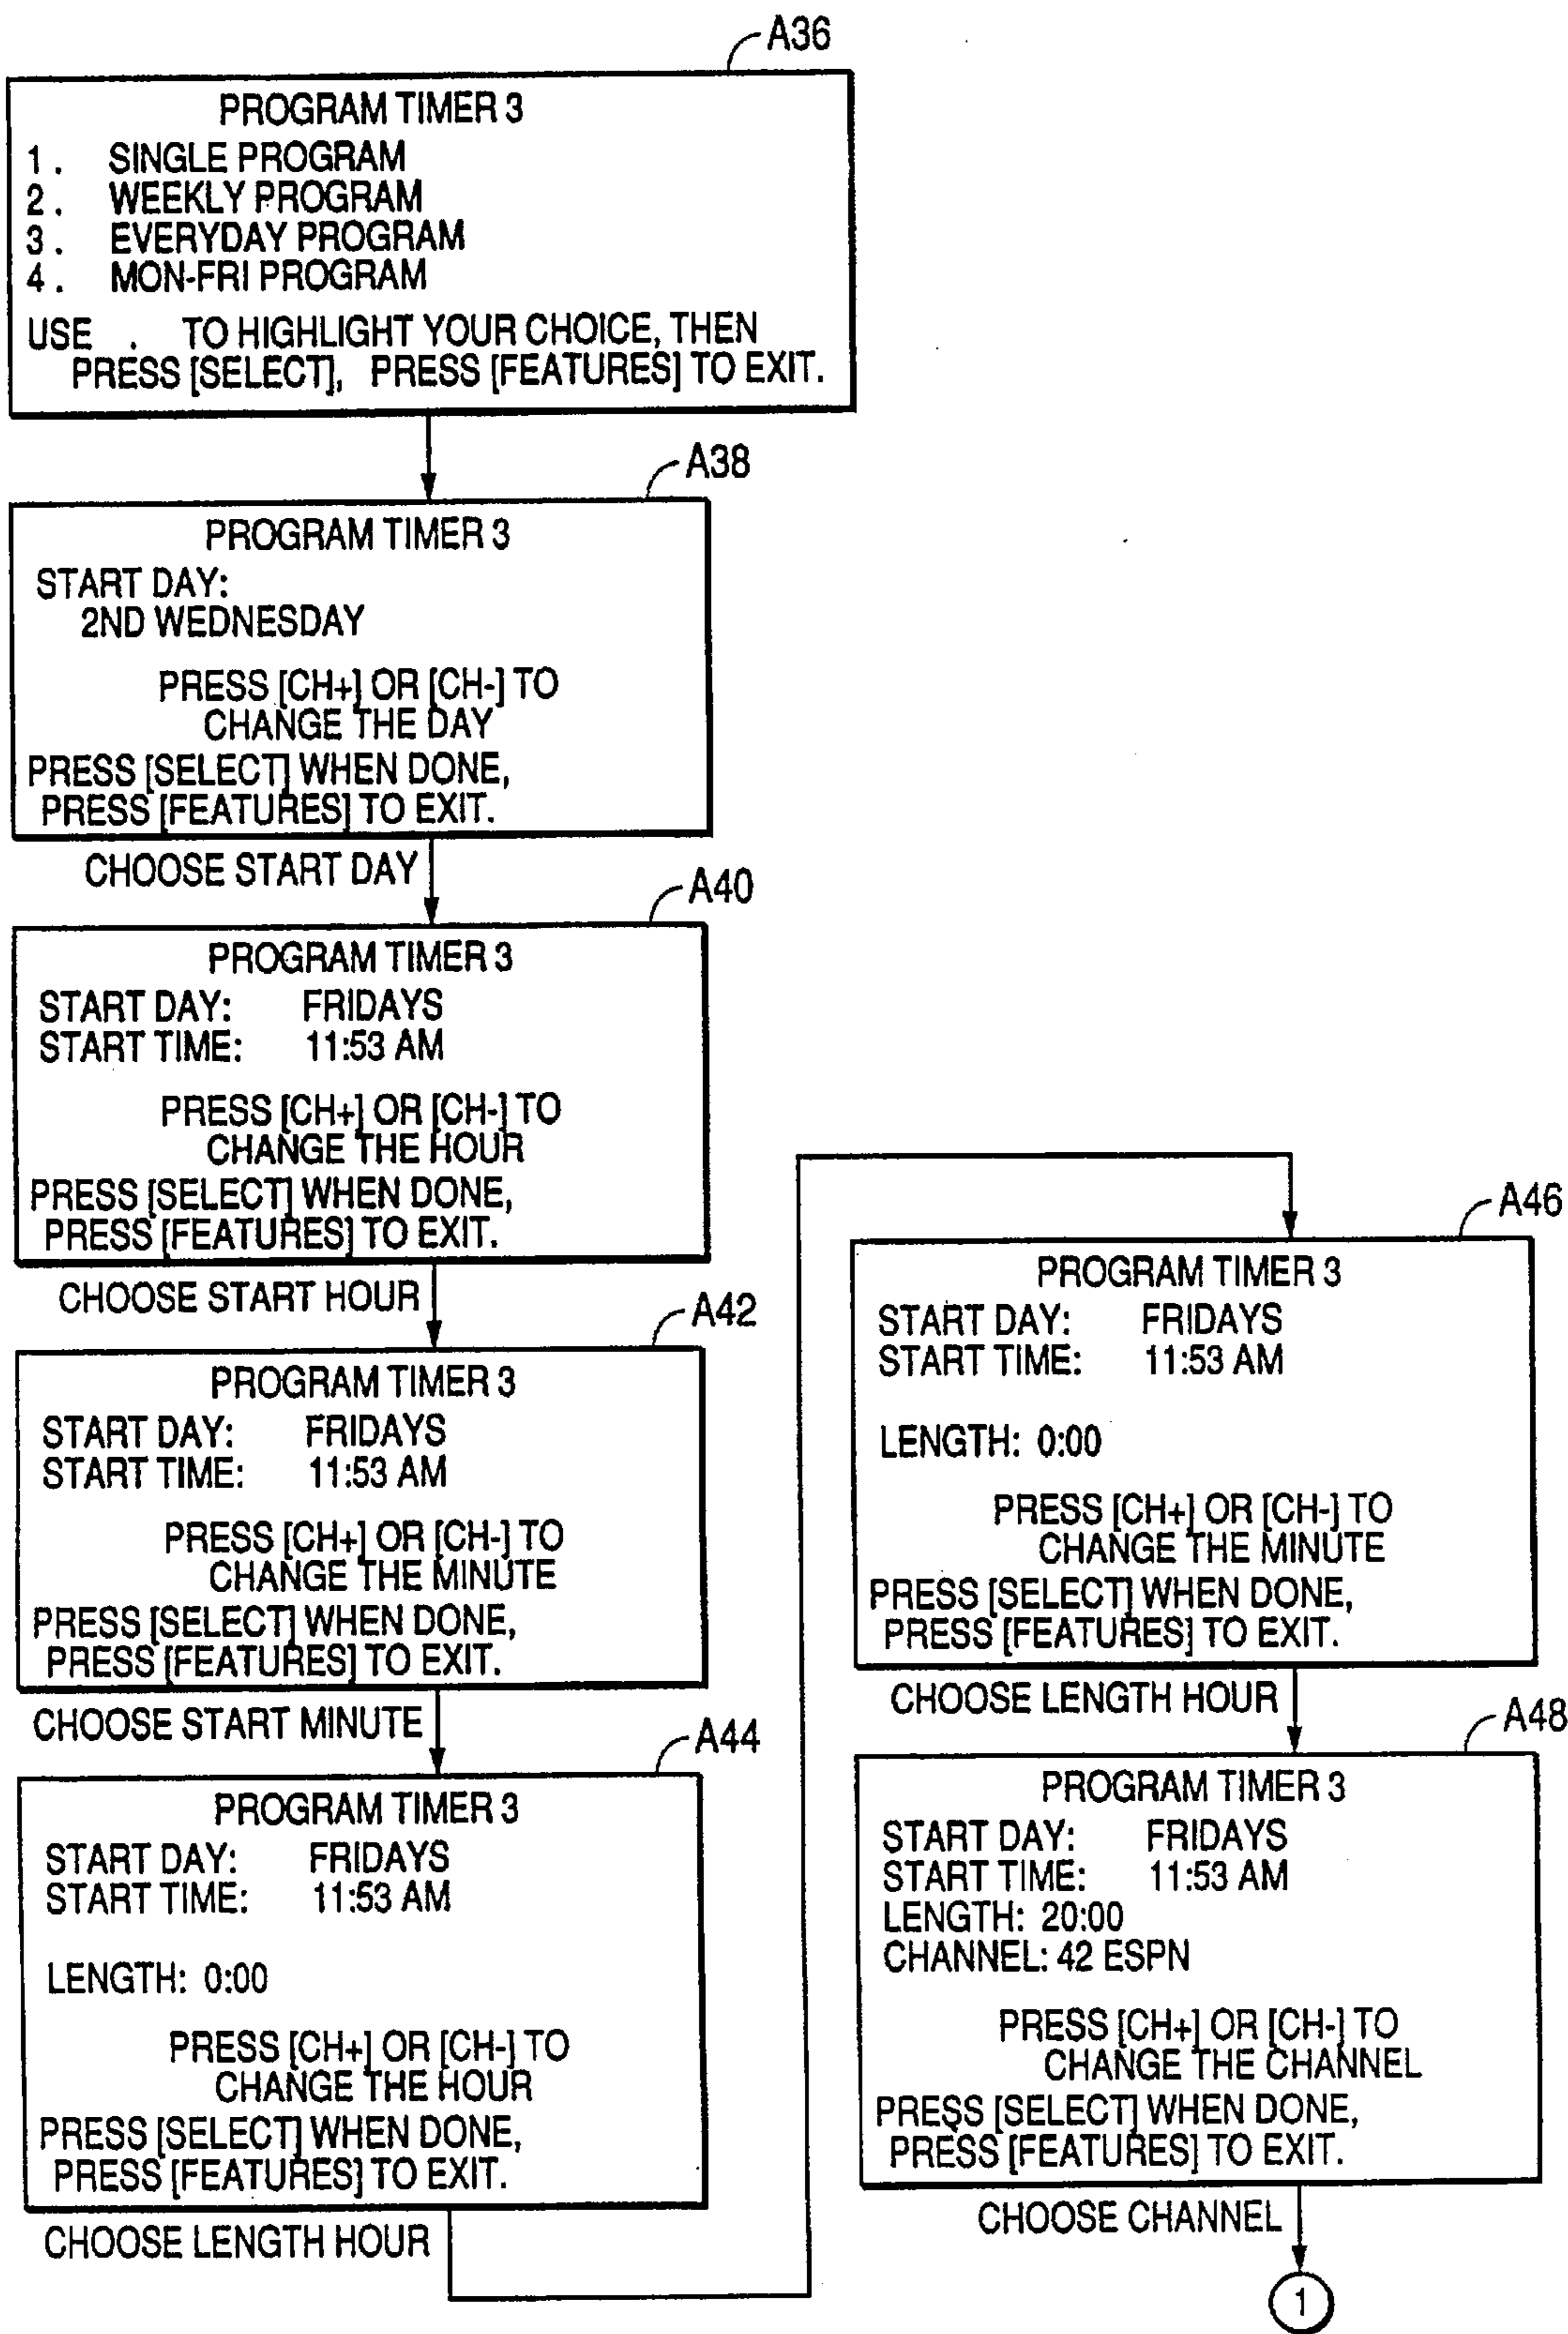 A36
PROGRAM TIMER 3
1. SINGLE PROGRAM
2. WEEKLY PROGRAM
3. EVERYDAY PROGRAM
4. MON-FRI PROGRAM
USE . TO HIGHLIGHT YOUR CHOICE, THEN
PRESS [SELECT], PRESS [FEATURES] TO EXIT.
A38
PROGRAM TIMER 3
START DAY:
2ND WEDNESDAY
PRESS [CH+] OR [CH-] TO
CHANGE THE DAY
PRESS [SELECT] WHEN DONE,
PRESS [FEATURES] TO EXIT.
CHOOSE START DAY
A40
PROGRAM TIMER 3
START DAY: FRIDAYS
START TIME: 11:53 AM
PRESS [CH+] OR [CH-] TO
CHANGE THE HOUR
PRESS [SELECT] WHEN DONE,
PRESS [FEATURES] TO EXIT.
CHOOSE START HOUR
A42
PROGRAM TIMER 3
START DAY: FRIDAYS
START TIME: 11:53 AM
PRESS [CH+] OR [CH-] TO
CHANGE THE MINUTE
PRESS [SELECT] WHEN DONE,
PRESS [FEATURES] TO EXIT.
CHOOSE START MINUTE
A44
PROGRAM TIMER 3
START DAY: FRIDAYS
START TIME: 11:53 AM
LENGTH: 0:00
PRESS [CH+] OR [CH-] TO
CHANGE THE HOUR
PRESS [SELECT] WHEN DONE,
PRESS [FEATURES] TO EXIT.
CHOOSE LENGTH HOUR
A46
PROGRAM TIMER 3
START DAY: FRIDAYS
START TIME: 11:53 AM
LENGTH: 0:00
PRESS [CH+] OR [CH-] TO
CHANGE THE MINUTE
PRESS [SELECT] WHEN DONE,
PRESS [FEATURES] TO EXIT.
CHOOSE LENGTH HOUR
A48
PROGRAM TIMER 3
START DAY: FRIDAYS
START TIME: 11:53 AM
LENGTH: 20:00
CHANNEL: 42 ESPN
PRESS [CH+] OR [CH-] TO
CHANGE THE CHANNEL
PRESS [SELECT] WHEN DONE,
PRESS [FEATURES] TO EXIT.
CHOOSE CHANNEL
1